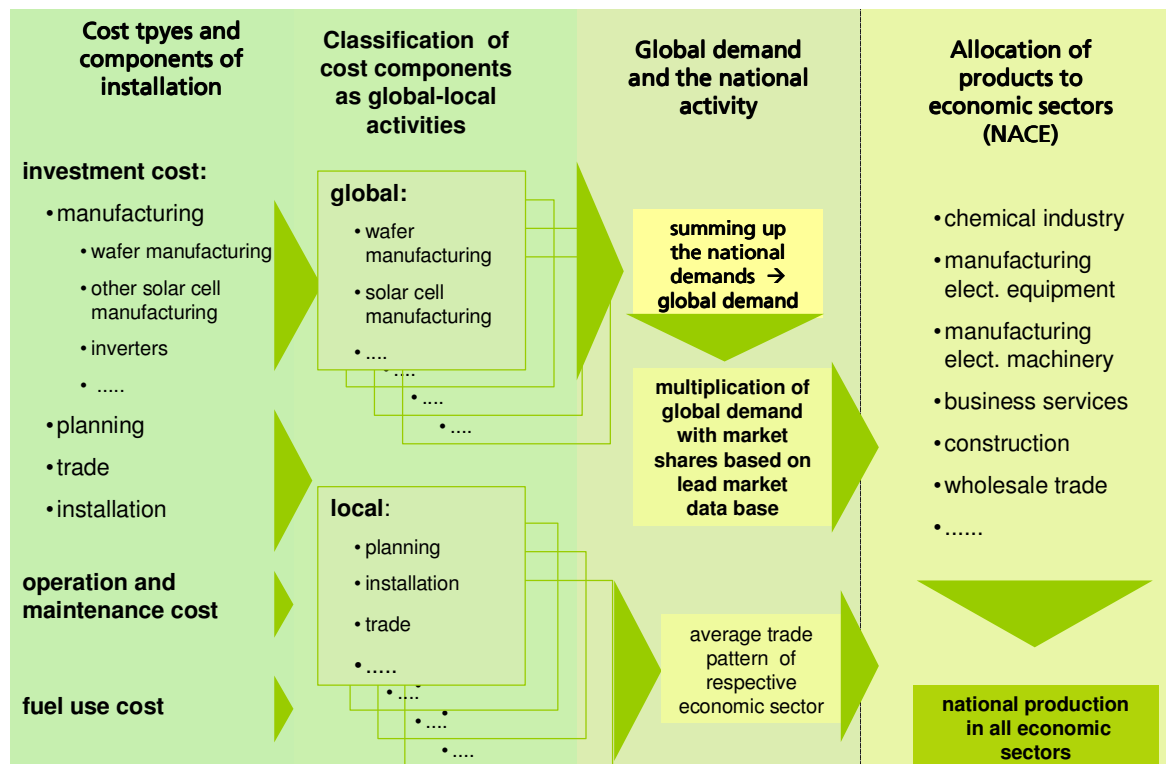 Cost tpyes and
components of
installation
investment cost:
•manufacturing
•wafer manufacturing
•other solar cell
manufacturing
•inverters
• .....
•planning
•trade
•installation
operation and
maintenance cost
fuel use cost
Classification of
cost components
as global-local
activities
global:
•wafer
manufacturing
•solar cell
manufacturing
•....
•....
•....
•....
local:
•planning
•installation
•trade
•.....
•
•....
•
•....
•
•....
Global demand
and the national
activity
summing up
the national
demands →
global demand
multiplication of
global demand
with market
shares based on
lead market
data base
average trade
pattern of
respective
economic sector
Allocation of
products to
economic sectors
(NACE)
•chemical industry
•manufacturing
elect. equipment
•manufacturing
elect. machinery
•business services
•construction
•wholesale trade
•......
national production
in all economic
sectors